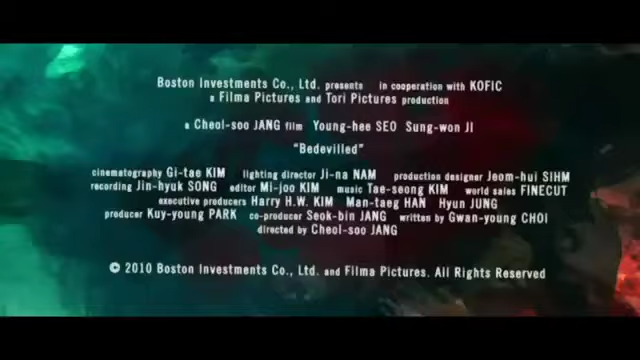 Boston Investments Co., Ltd. presents in cooperation with KOFIC
a Filma Pictures and Tori Pictures production
a Cheol-soo JANG film Young-hee SEO Sung-won JI
"Bedevilled"
cinematography Gi-tae KIM lighting director Ji-na NAM production designer Jeom-hui SIHM
recording Jin-hyuk SONG editor Mi-joo KIM music Tae-seong KIM world sales FINECUT
executive producers Harry H.W. KIM Man-taeg HAN Hyun JUNG
producer Kuy-young PARK co-producer Seok-bin JANG written by Gwan-young CHOI
directed by Cheol-soo JANG
© 2010 Boston Investments Co., Ltd. and Filma Pictures. All Rights Reserved